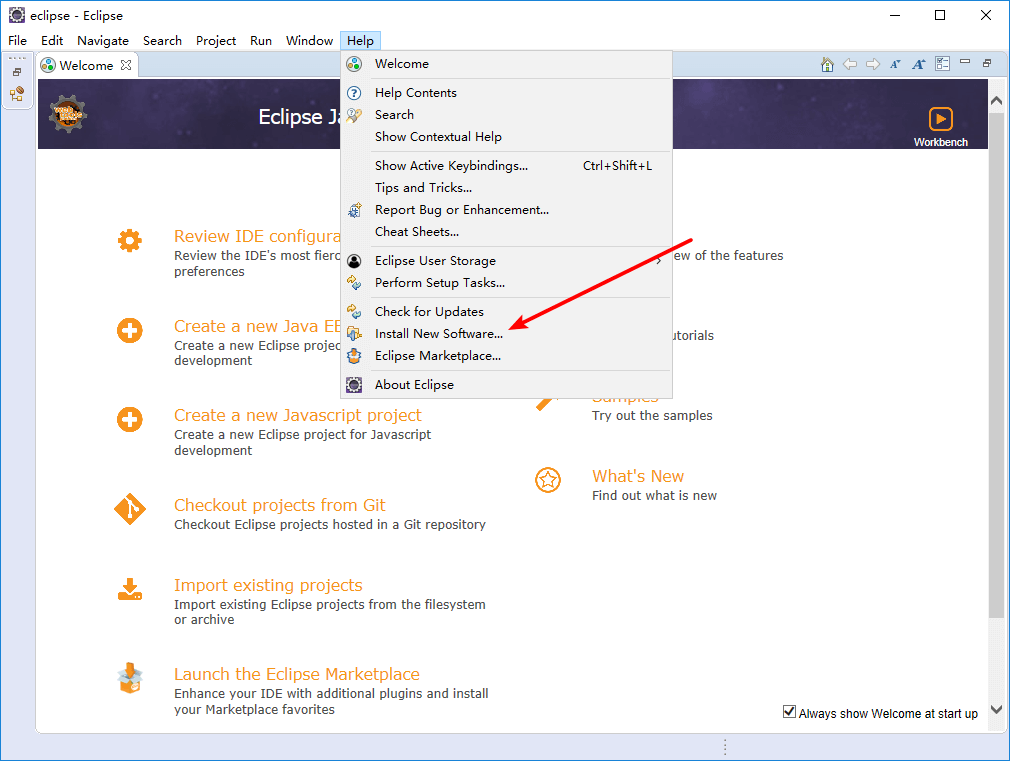 eclipse - Eclipse
File Edit Navigate Search Project Run Window Help
Welcome
Welcome
Help Contents
Search
Show Contextual Help
Show Active Keybindings... Ctrl+Shift+L
Tips and Tricks...
Report Bug or Enhancement...
Cheat Sheets...
Eclipse User Storage
Perform Setup Tasks...
Check for Updates
Install New Software...
Eclipse Marketplace...
About Eclipse
Eclipse Ja
Workbench
Review IDE configura
Review the IDE's most fierc
preferences
Create a new Java EE
Create a new Eclipse projec
development
Create a new Javascript project
Create a new Eclipse project for Javascript
development
Checkout projects from Git
Checkout Eclipse projects hosted in a Git repository
Import existing projects
Import existing Eclipse projects from the filesystem
or archive
Launch the Eclipse Marketplace
Enhance your IDE with additional plugins and install
your Marketplace favorites
ew of the features
utorials
Samples
Try out the samples
What's New
Find out what is new
Always show Welcome at start up